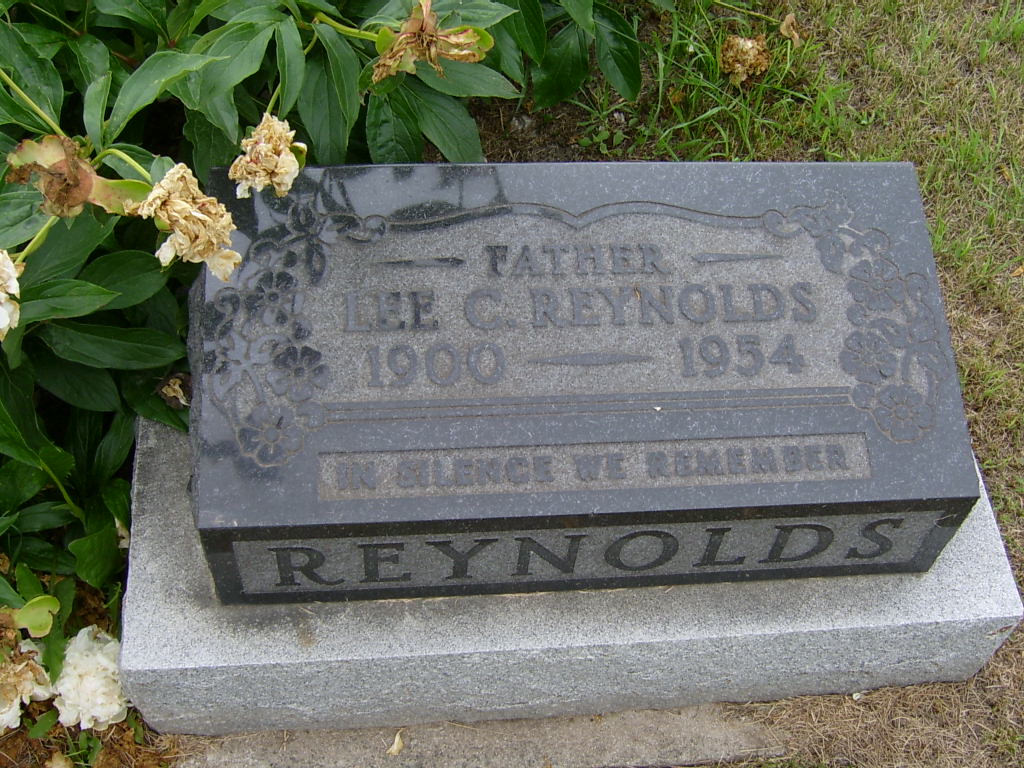 FATHER
LEE C. REYNOLDS
1900 — 1954
IN SILENCE WE REMEMBER
REYNOLDS